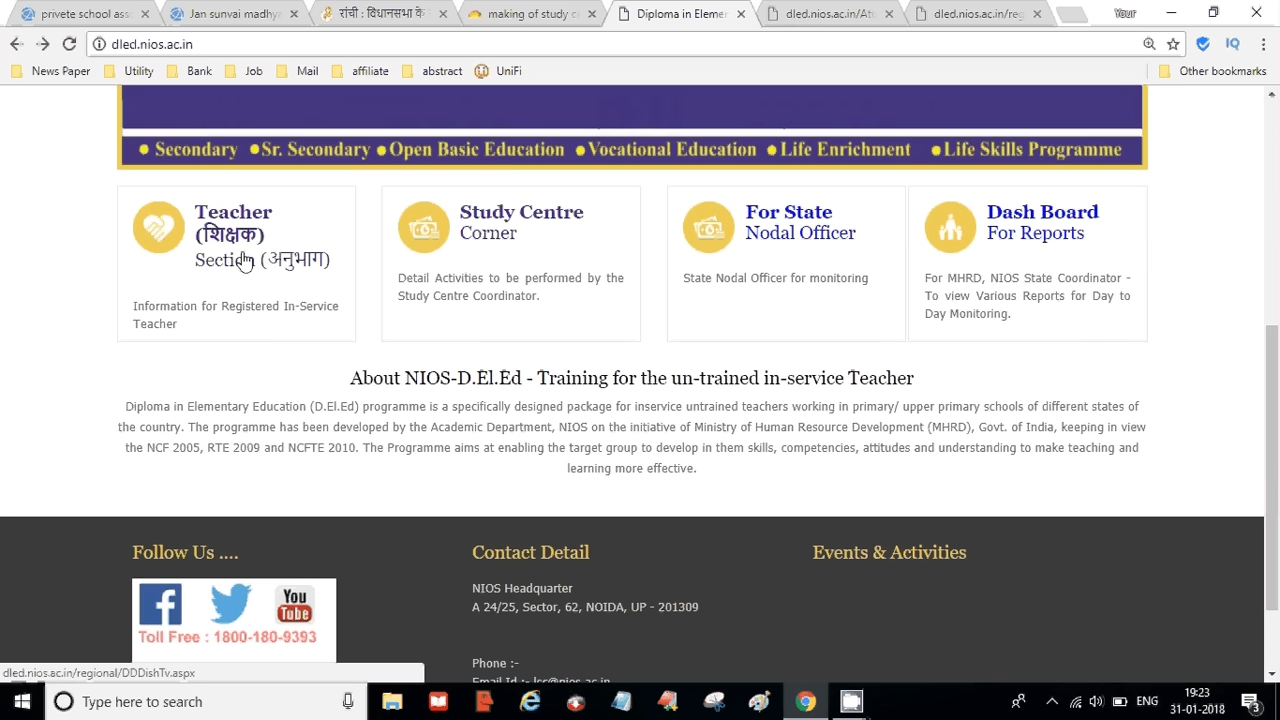 private school ass
Jan sunvai madhya
रांची : विधानसभा के
making of study c
Diploma in Elemen
dled.nios.ac.in/Atte
dled.nios.ac.in/reg
Your
dled.nios.ac.in
IQ
News Paper
Utility
Bank
Job
Mail
affiliate
abstract
UniFi
Other bookmarks
Secondary Sr. Secondary Open Basic Education Vocational Education Life Enrichment Life Skills Programme
Teacher
(शिक्षक)
Section (अनुभाग)
Information for Registered In-Service
Teacher
Study Centre
Corner
Detail Activities to be performed by the
Study Centre Coordinator.
For State
Nodal Officer
State Nodal Officer for monitoring
Dash Board
For Reports
For MHRD, NIOS State Coordinator -
To view Various Reports for Day to
Day Monitoring.
About NIOS-D.El.Ed - Training for the un-trained in-service Teacher
Diploma in Elementary Education (D.El.Ed) programme is a specifically designed package for inservice untrained teachers working in primary/ upper primary schools of different states of
the country. The programme has been developed by the Academic Department, NIOS on the initiative of Ministry of Human Resource Development (MHRD), Govt. of India, keeping in view
the NCF 2005, RTE 2009 and NCFTE 2010. The Programme aims at enabling the target group to develop in them skills, competencies, attitudes and understanding to make teaching and
learning more effective.
Follow Us ....
You
Tube
Toll Free : 1800-180-9393
Contact Detail
NIOS Headquarter
A 24/25, Sector, 62, NOIDA, UP - 201309
Phone :-
Email Id :- lsc@nios.ac.in
Events & Activities
dled.nios.ac.in/regional/DDDishTv.aspx
Type here to search
ENG
19:23
31-01-2018
3